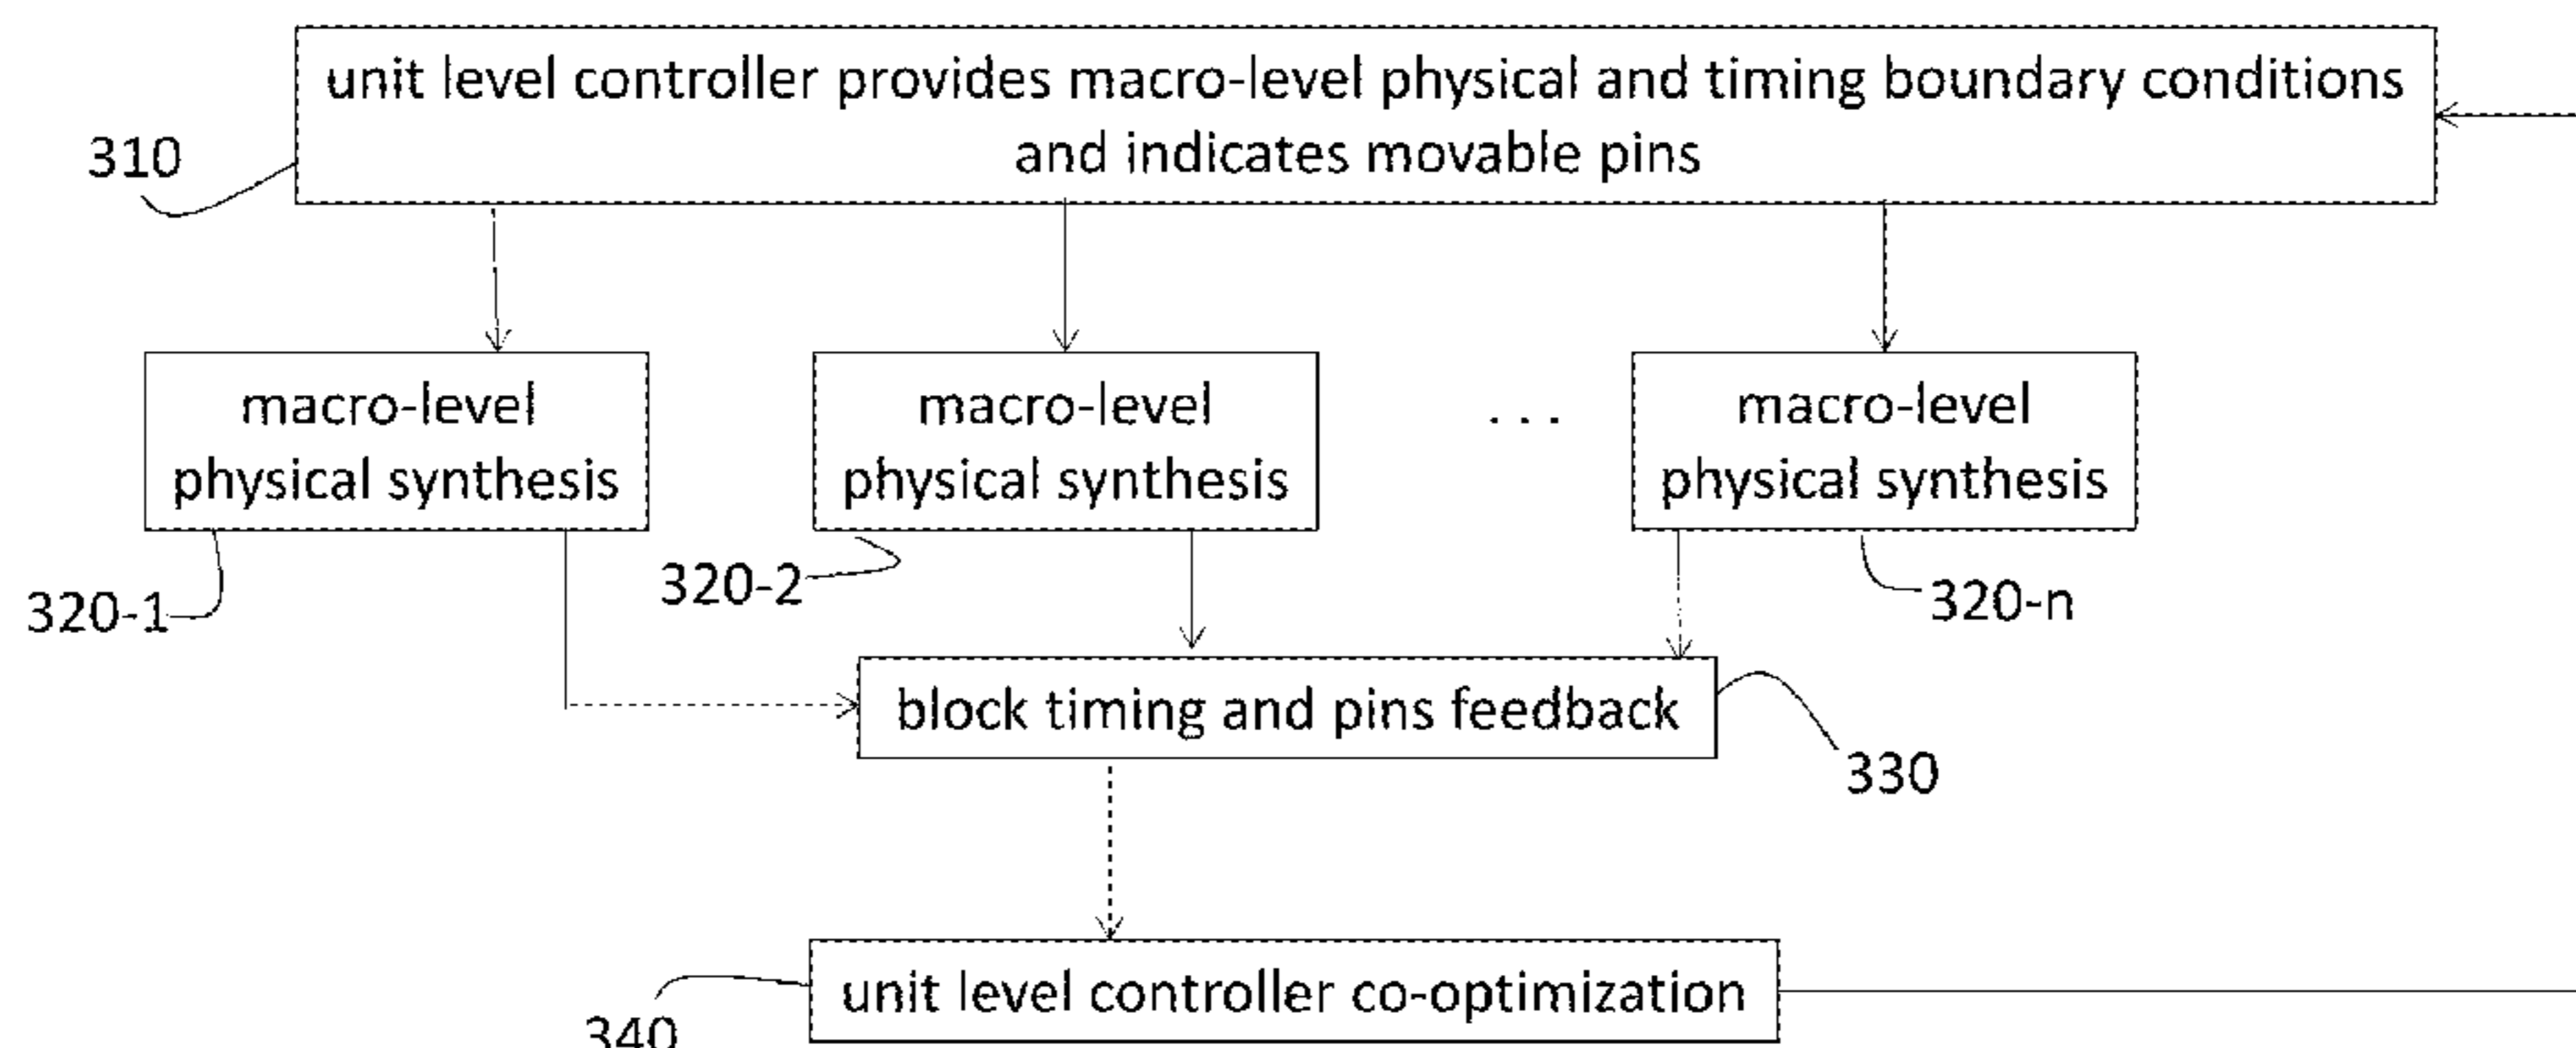 unit level controller provides macro-level physical and timing boundary conditions
and indicates movable pins
310
macro-level
physical synthesis
macro-level
physical synthesis
. . .
macro-level
physical synthesis
320-1
320-2
320-n
block timing and pins feedback
330
unit level controller co-optimization
340